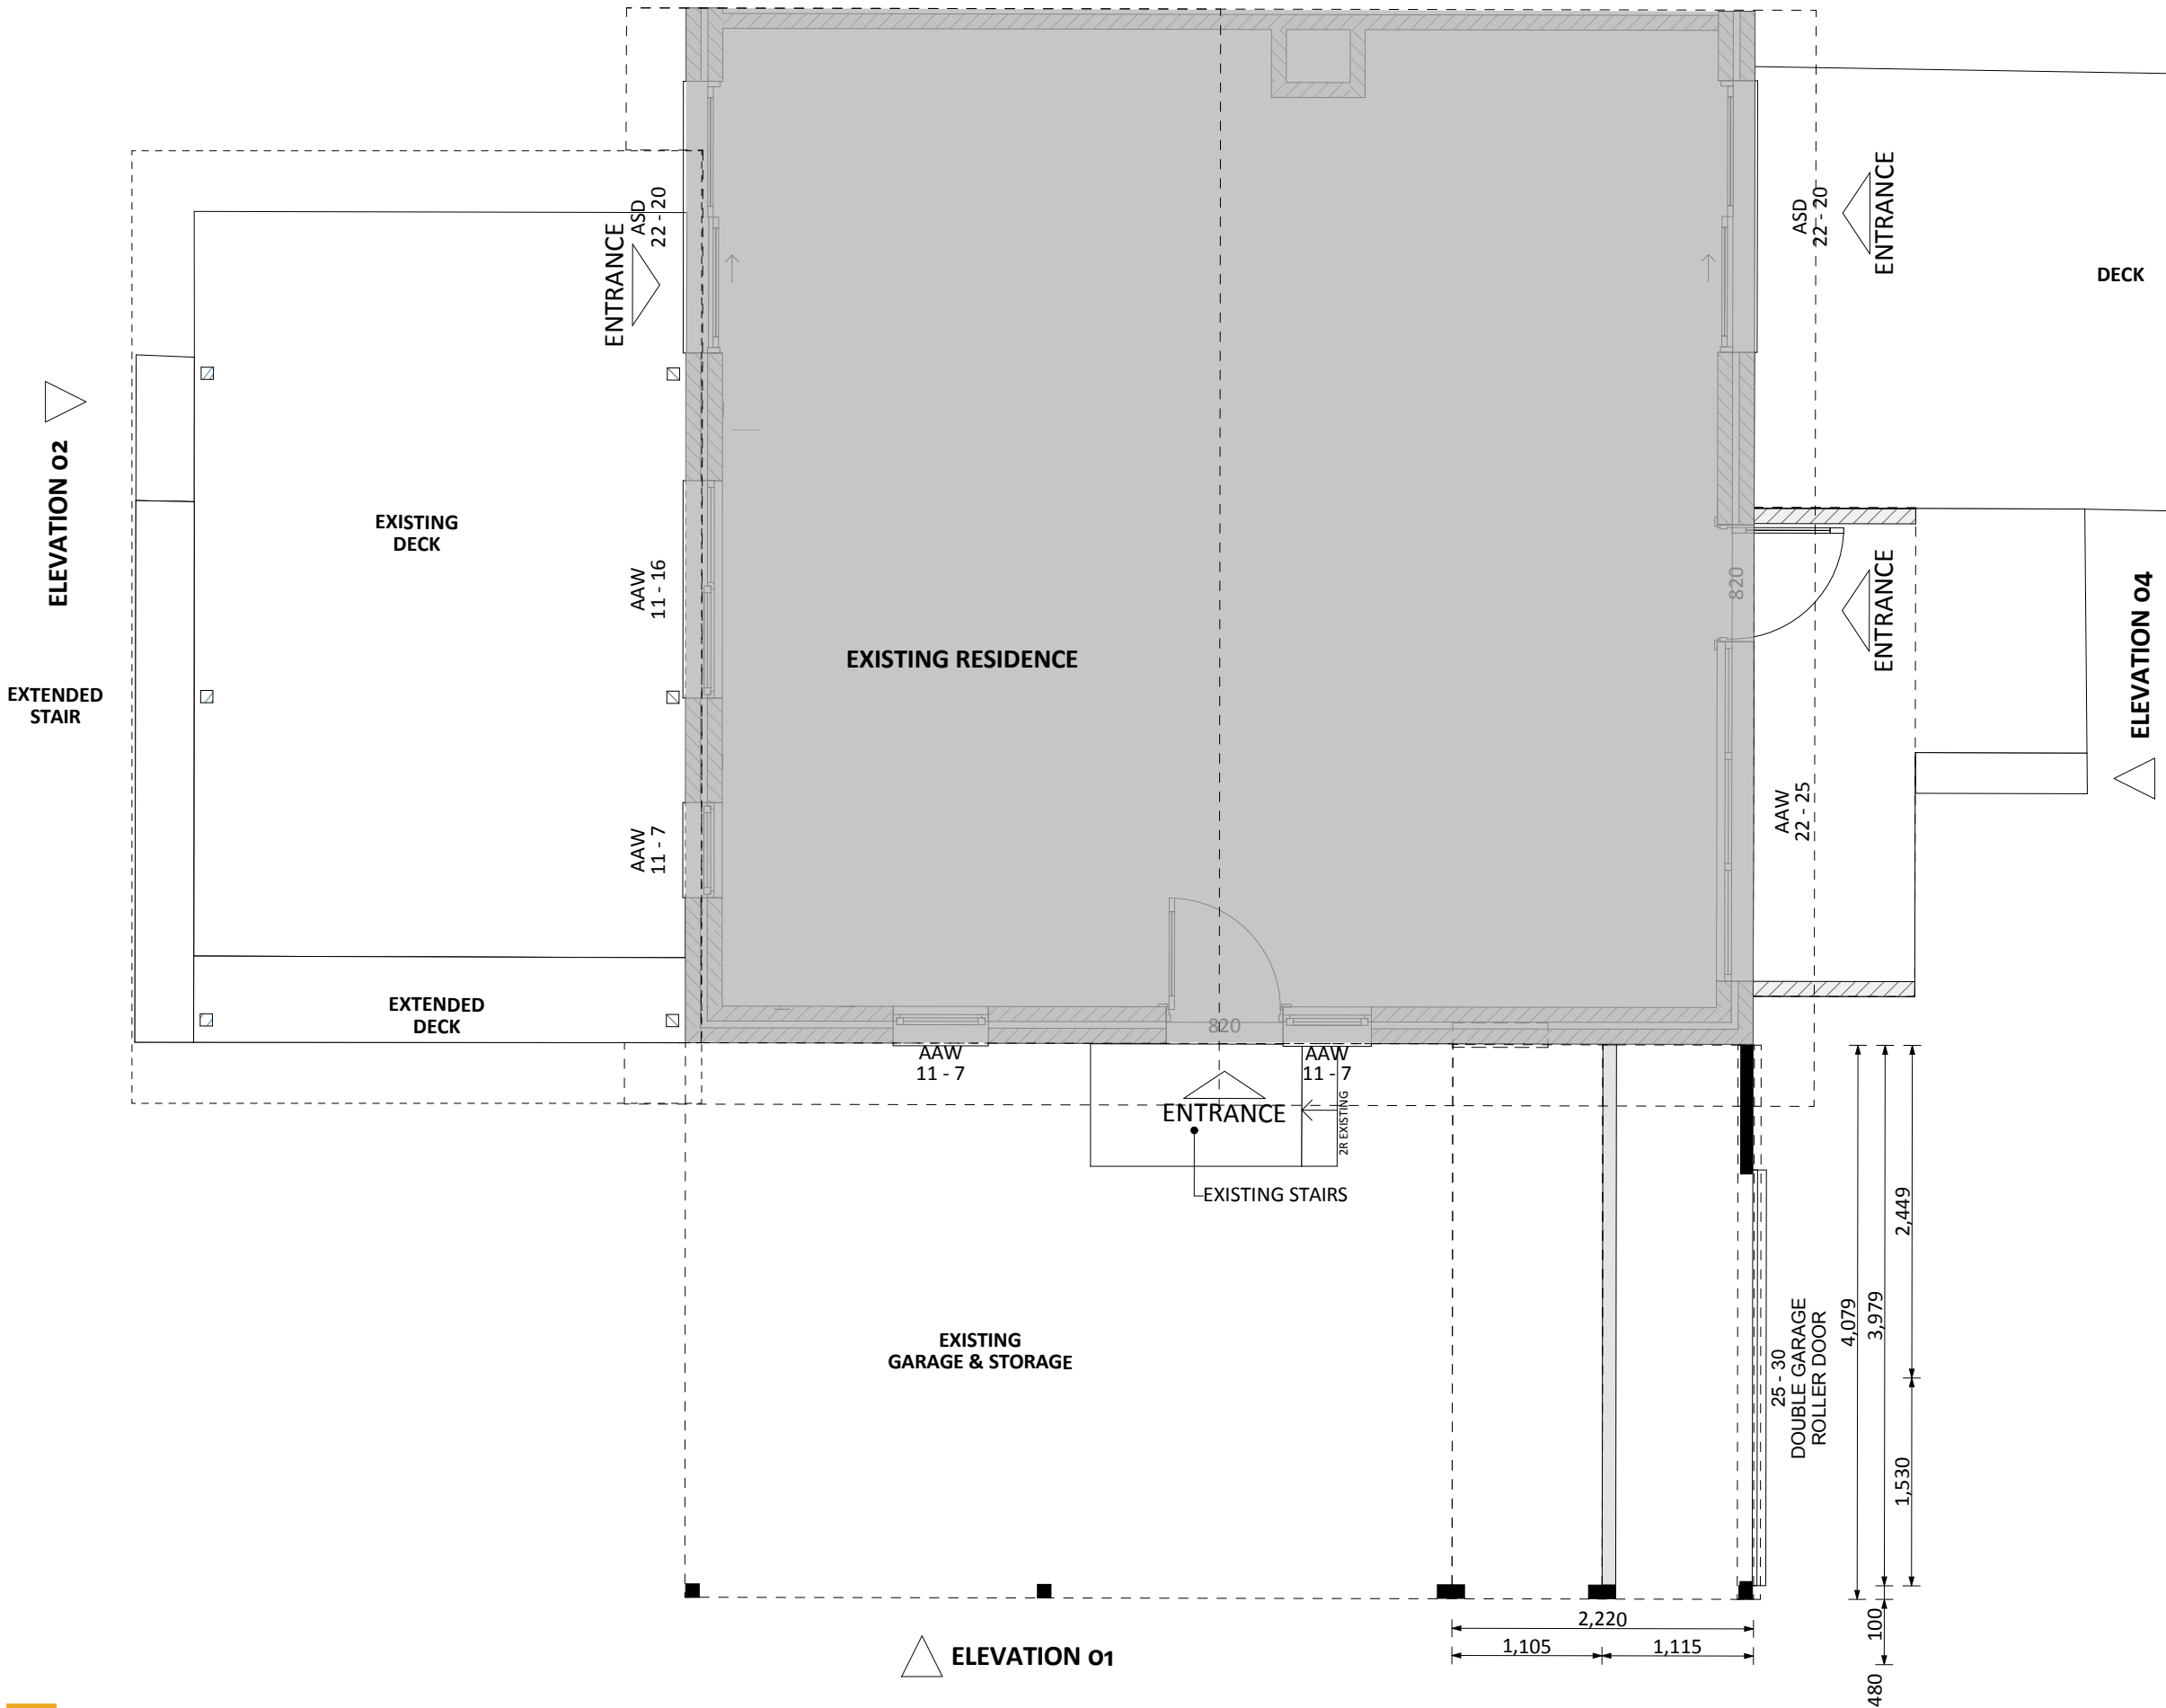 ASD
22 - 20
ENTRANCE
ASD
22 - 20
ENTRANCE
DECK
ELEVATION 02
EXISTING
DECK
AAW
11 - 16
820
ENTRANCE
ELEVATION 04
EXISTING RESIDENCE
EXTENDED
STAIR
AAW
11 - 7
AAW
22 - 25
EXTENDED
DECK
820
AAW
11 - 7
AAW
11 - 7
ENTRANCE
2R EXISTING
EXISTING STAIRS
EXISTING
GARAGE & STORAGE
25 - 30
DOUBLE GARAGE
ROLLER DOOR
4,079
3,979
2,449
1,530
100
480
2,220
1,105
1,115
ELEVATION 01